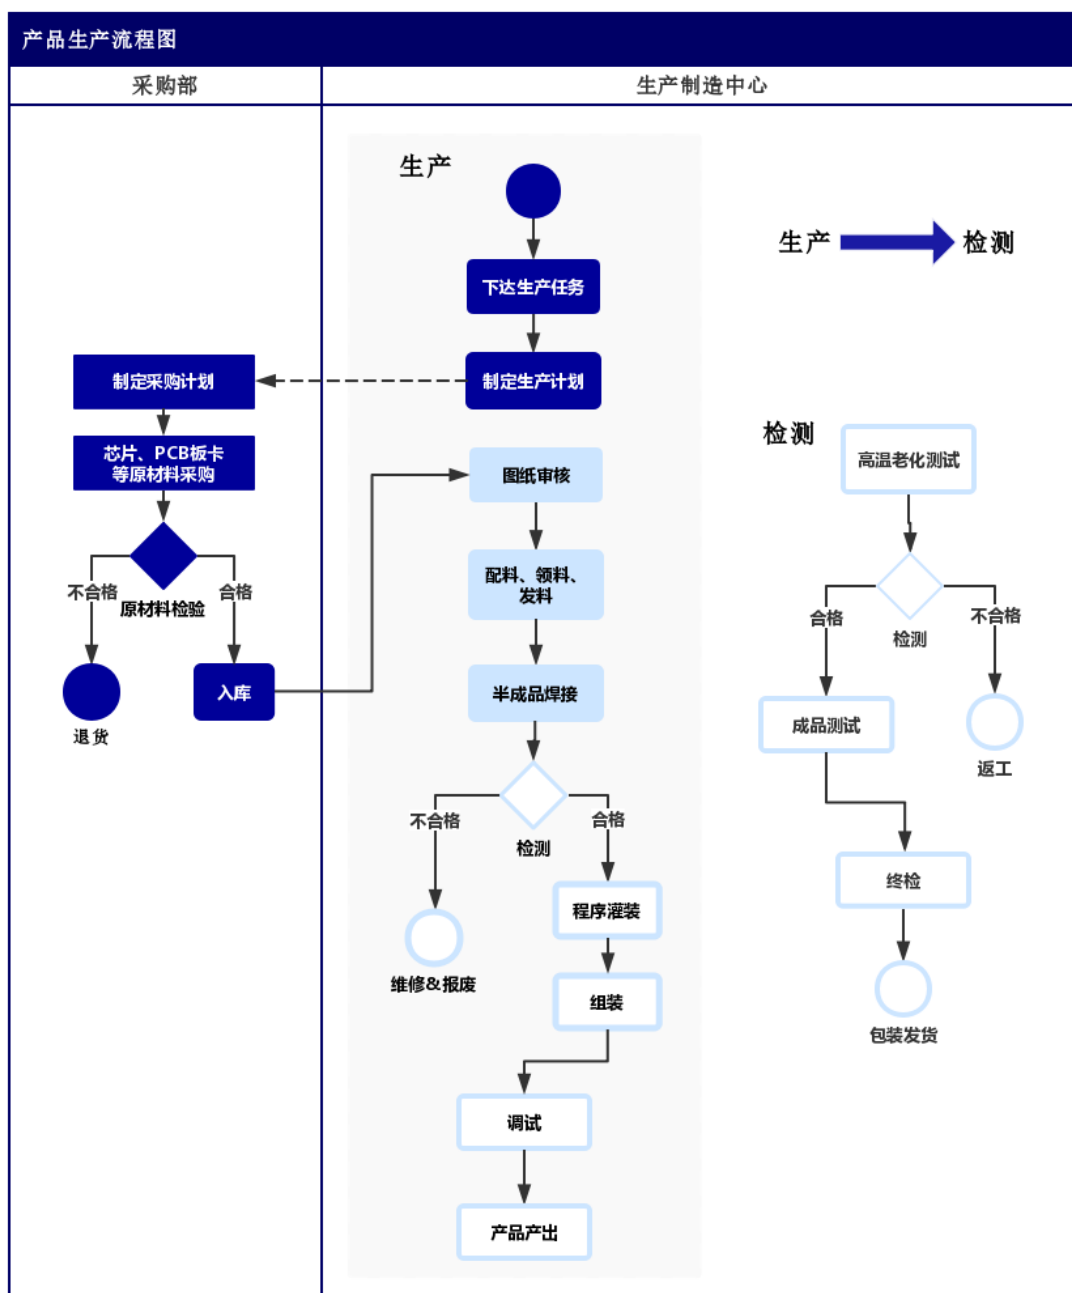 产品生产流程图
采购部
生产制造中心
生产
下达生产任务
制定生产计划
制定采购计划
芯片、PCB板卡
等原材料采购
不合格
合格
原材料检验
退货
入库
图纸审核
配料、领料、
发料
半成品焊接
不合格
合格
检测
维修&报废
程序灌装
组装
调试
产品产出
生产
检测
检测
高温老化测试
合格
不合格
检测
成品测试
返工
终检
包装发货